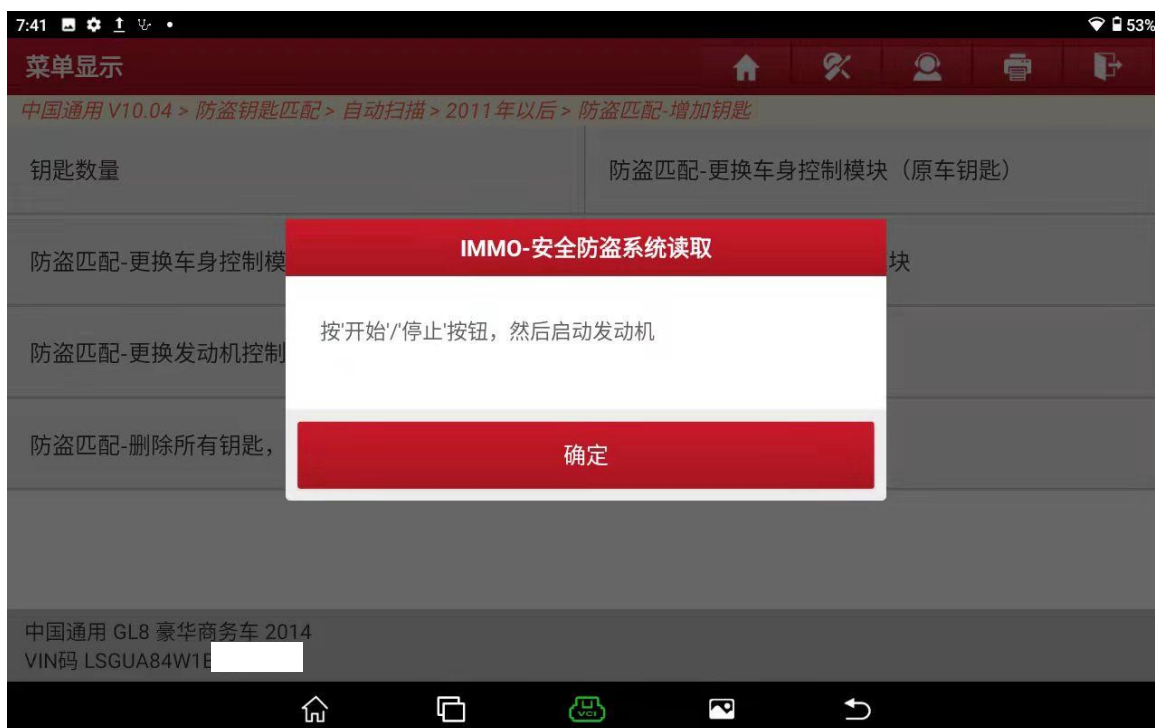 7:41
53%
菜单显示
中国通用 V10.04 > 防盗钥匙匹配 > 自动扫描 > 2011年以后 > 防盗匹配-增加钥匙
钥匙数量
防盗匹配-更换车身控制模块（原车钥匙）
IMMO-安全防盗系统读取
防盗匹配-更换车身控制模
块
按'开始'/'停止'按钮，然后启动发动机
防盗匹配-更换发动机控制
防盗匹配-删除所有钥匙，
确定
中国通用 GL8 豪华商务车 2014
VIN码 LSGUA84W1
VCI